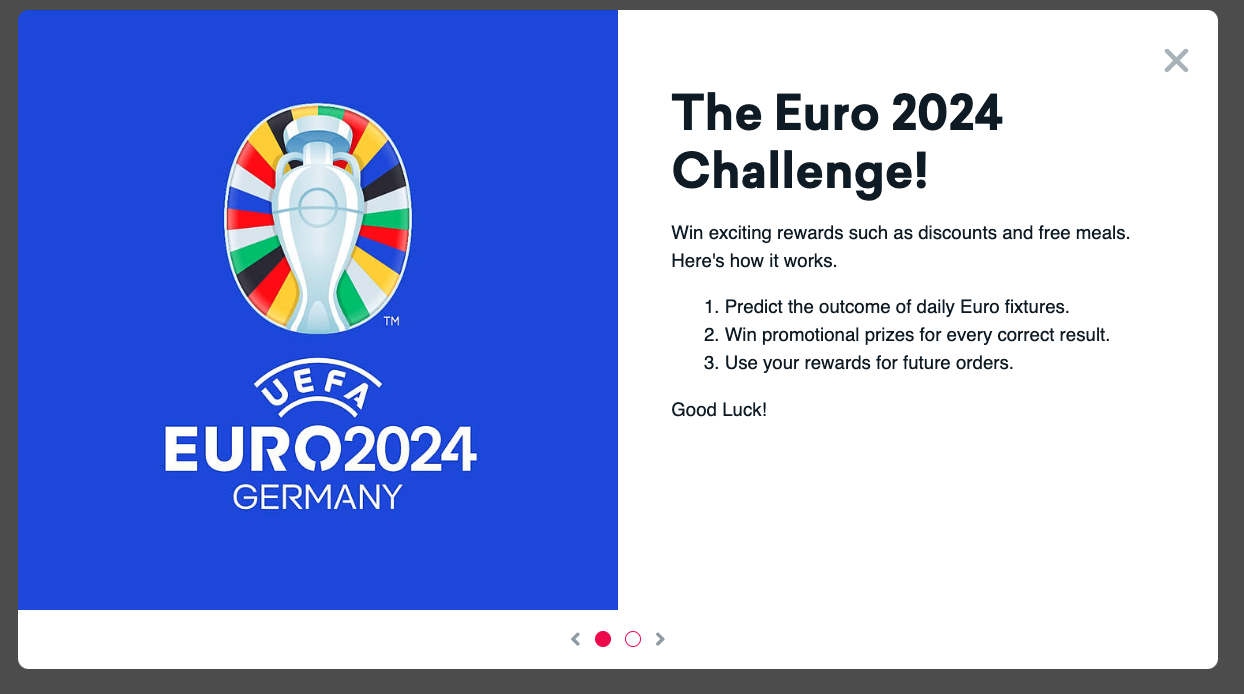 TM
UEFA
EURO2024
GERMANY
The Euro 2024
Challenge!
Win exciting rewards such as discounts and free meals.
Here's how it works.
1. Predict the outcome of daily Euro fixtures.
2. Win promotional prizes for every correct result.
3. Use your rewards for future orders.
Good Luck!